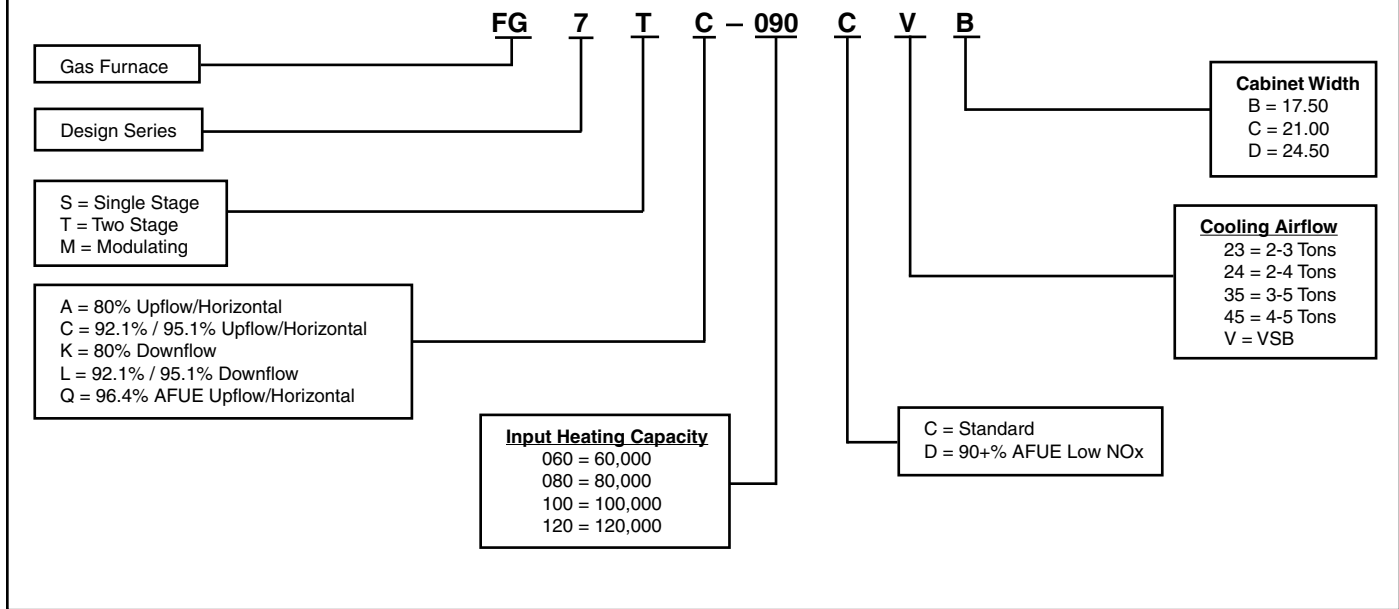 FG 7 T C – 090 C V B
Gas Furnace
Design Series
S = Single Stage
T = Two Stage
M = Modulating
A = 80% Upflow/Horizontal
C = 92.1% / 95.1% Upflow/Horizontal
K = 80% Downflow
L = 92.1% / 95.1% Downflow
Q = 96.4% AFUE Upflow/Horizontal
Input Heating Capacity
060 = 60,000
080 = 80,000
100 = 100,000
120 = 120,000
C = Standard
D = 90+% AFUE Low NOx
Cooling Airflow
23 = 2-3 Tons
24 = 2-4 Tons
35 = 3-5 Tons
45 = 4-5 Tons
V = VSB
Cabinet Width
B = 17.50
C = 21.00
D = 24.50